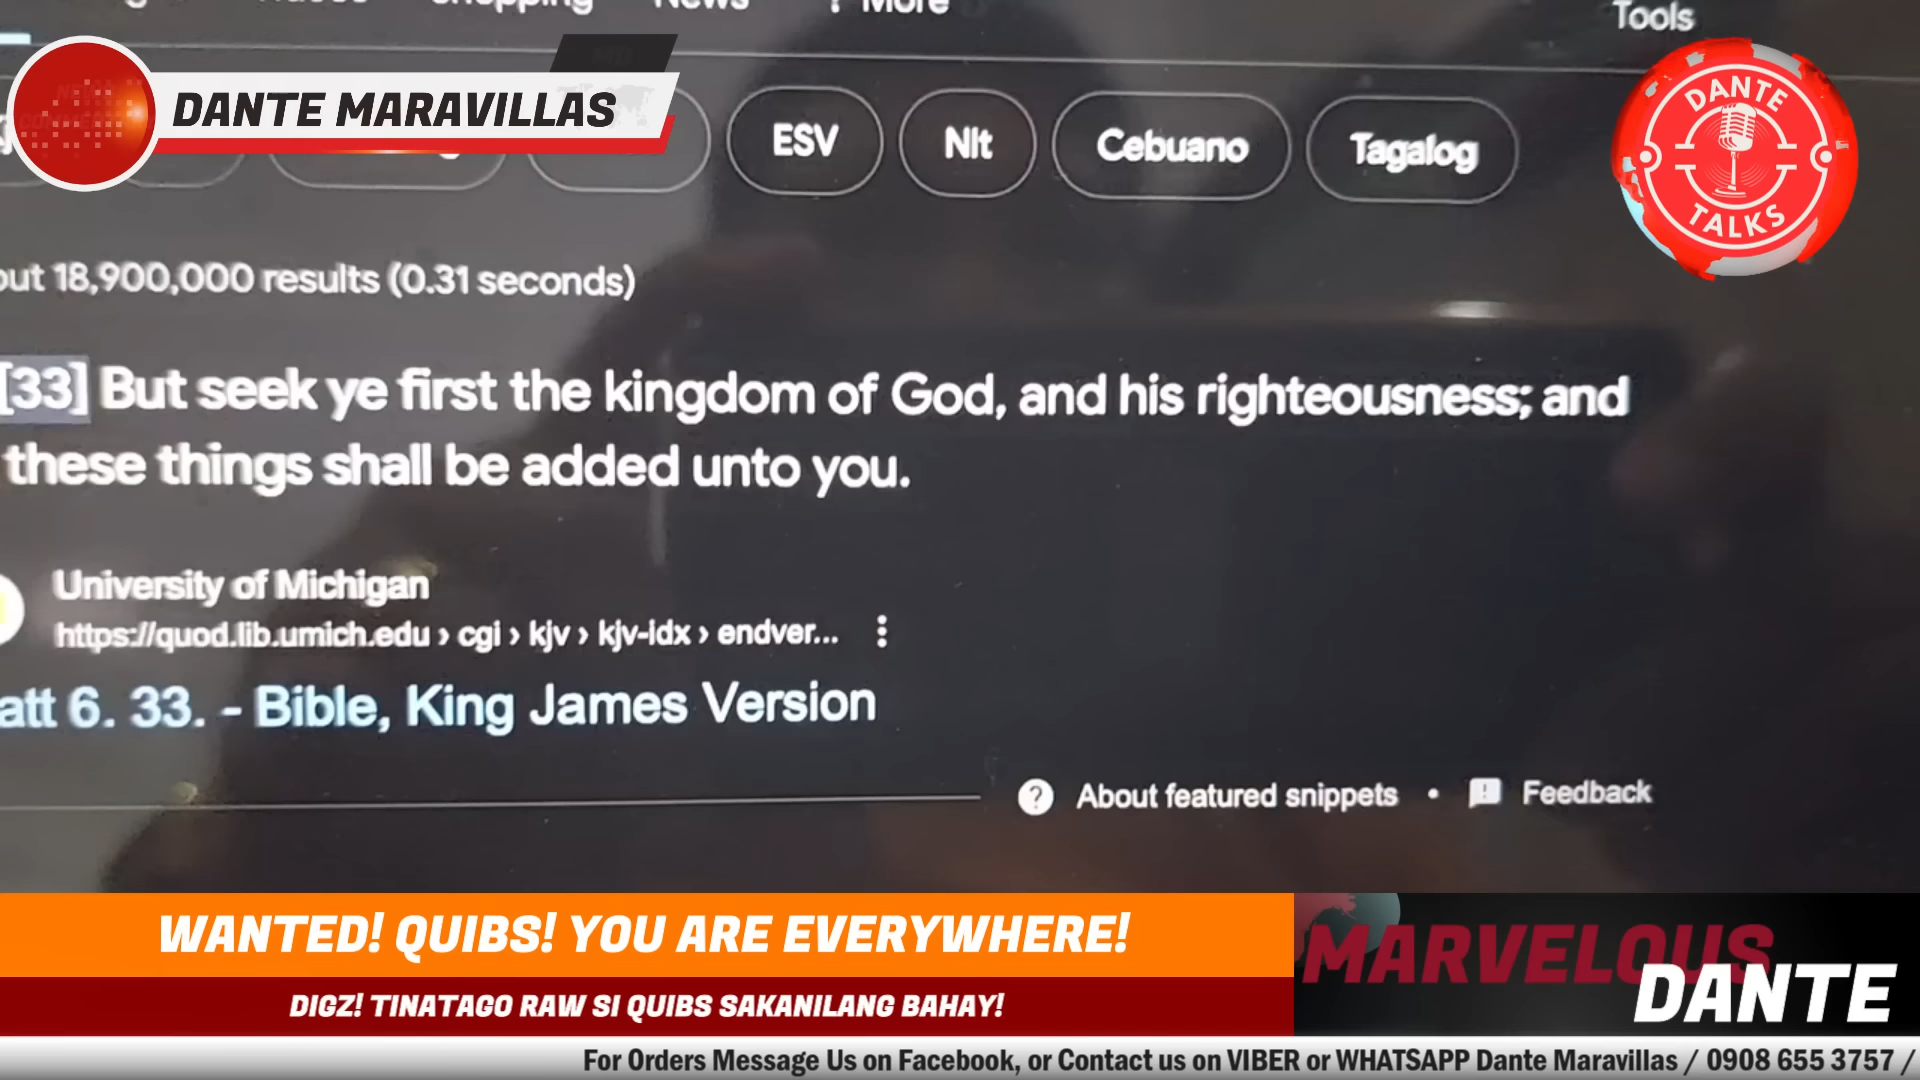 Shopping
News
More
Tools
DANTE MARAVILLAS
ESV
Nlt
Cebuano
Tagalog
DANTE
TALKS
18,900,000 results (0.31 seconds)
[33] But seek ye first the kingdom of God, and his righteousness; and
these things shall be added unto you.
University of Michigan
https://quod.lib.umich.edu › cgi › kjv › kjv-idx › endver...
att 6. 33. - Bible, King James Version
About featured snippets • Feedback
WANTED! QUIBS! YOU ARE EVERYWHERE!
MARVELOUS
DANTE
DIGZ! TINATAGO RAW SI QUIBS SAKANILANG BAHAY!
For Orders Message Us on Facebook, or Contact us on VIBER or WHATSAPP Dante Maravillas / 0908 655 3757 /